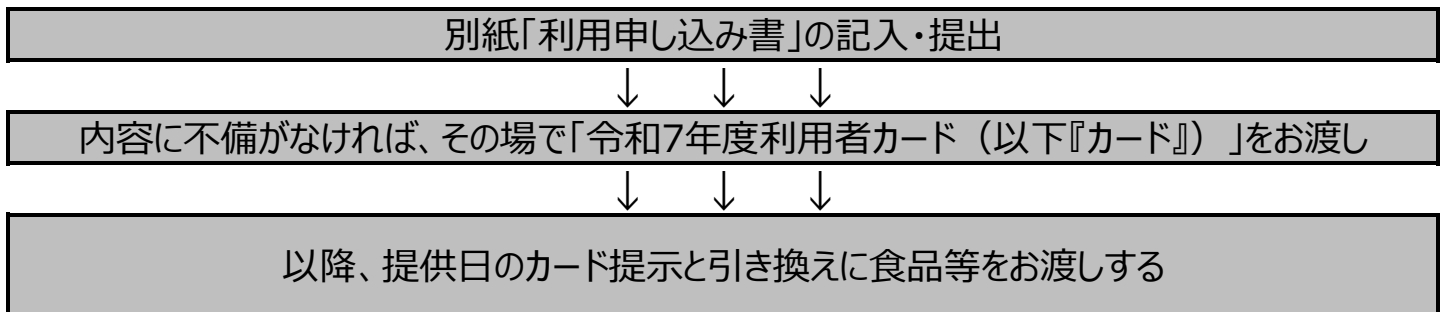 別紙「利用申し込み書」の記入・提出
↓ ↓ ↓
内容に不備がなければ、その場で「令和7年度利用者カード（以下『カード』）」をお渡し
↓ ↓ ↓
以降、提供日のカード提示と引き換えに食品等をお渡しする